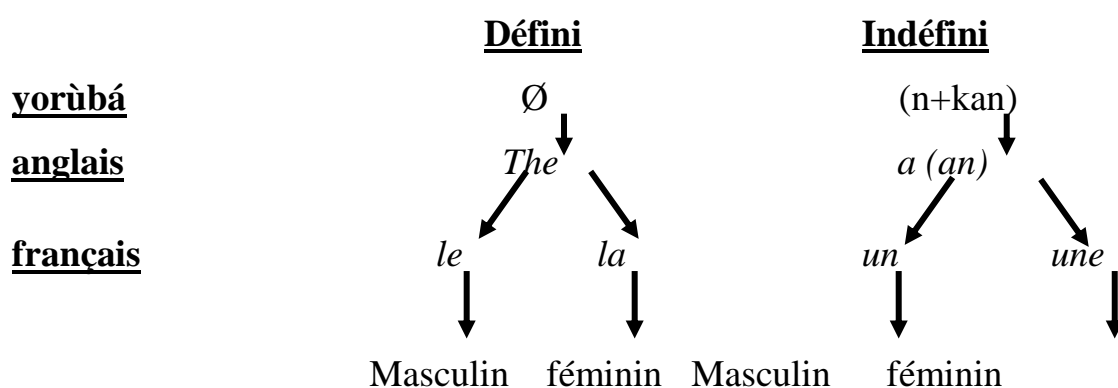 Défini Indéfini
yorùbá Ø (n+kan)
anglais The a (an)
français le la un une
Masculin féminin Masculin féminin